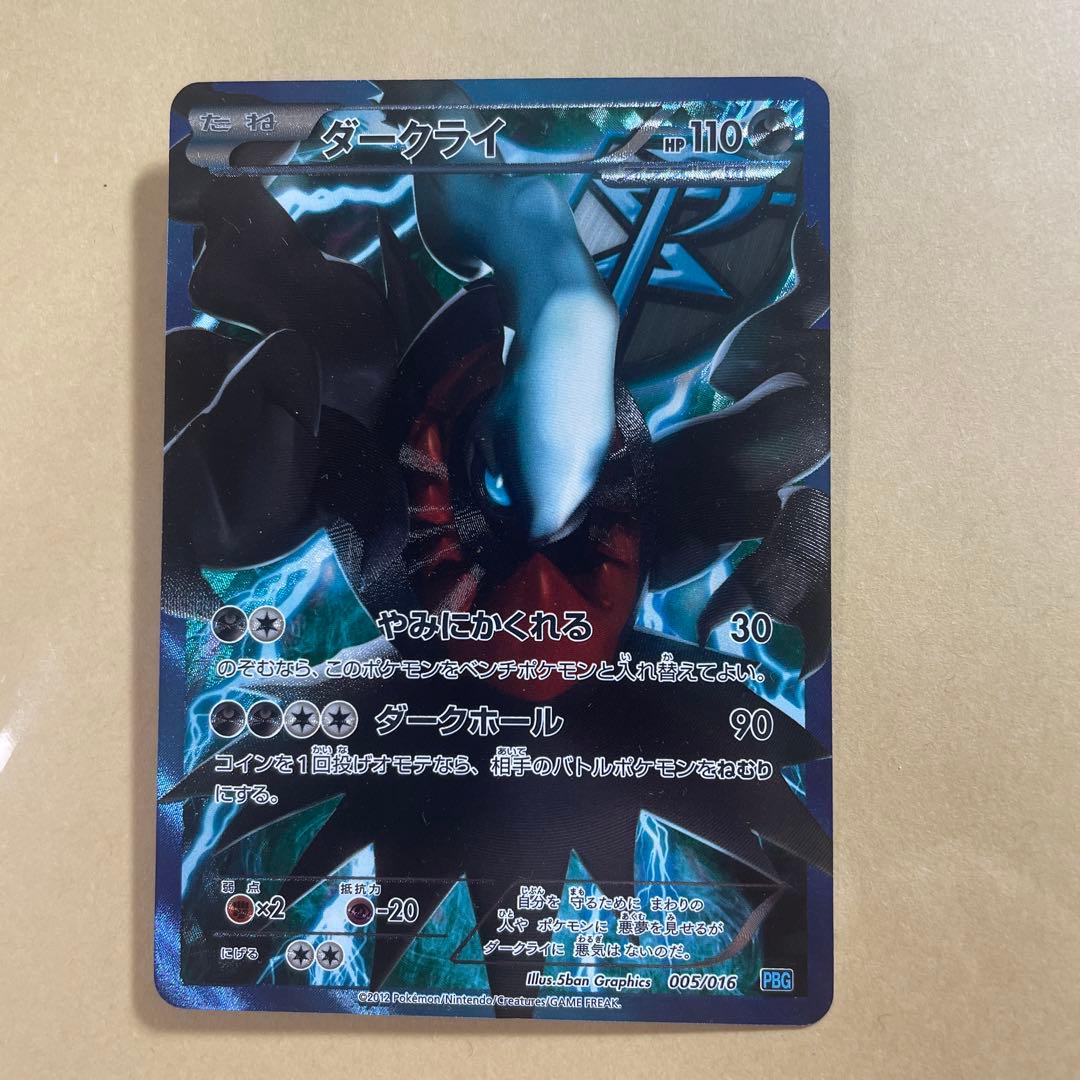 たね ダークライ HP110
やみにかくれる 30
のぞむなら、このポケモンをベンチポケモンと入れ替えてよい。
ダークホール 90
コインを1回投げオモテなら、相手のバトルポケモンをねむり
にする。
弱点 抵抗力
×2 -20
にげる
自分を 守るために まわりの
人や ポケモンに 悪夢を見せるが
ダークライに 悪気は ないのだ。
Illus.5ban Graphics 005/016 PBG
©2012 Pokémon/Nintendo/Creatures/GAME FREAK.